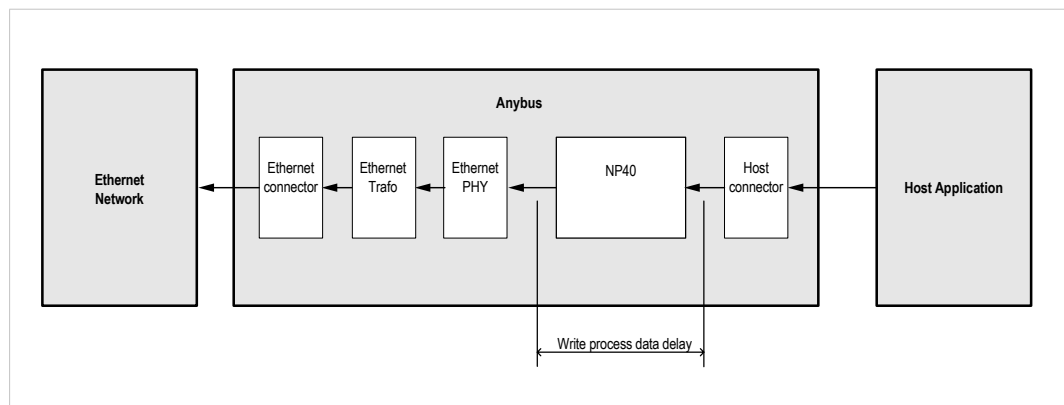 Anybus
Ethernet
Network
Ethernet
connector
Ethernet
Trafo
Ethernet
PHY
NP40
Host
connector
Host Application
Write process data delay